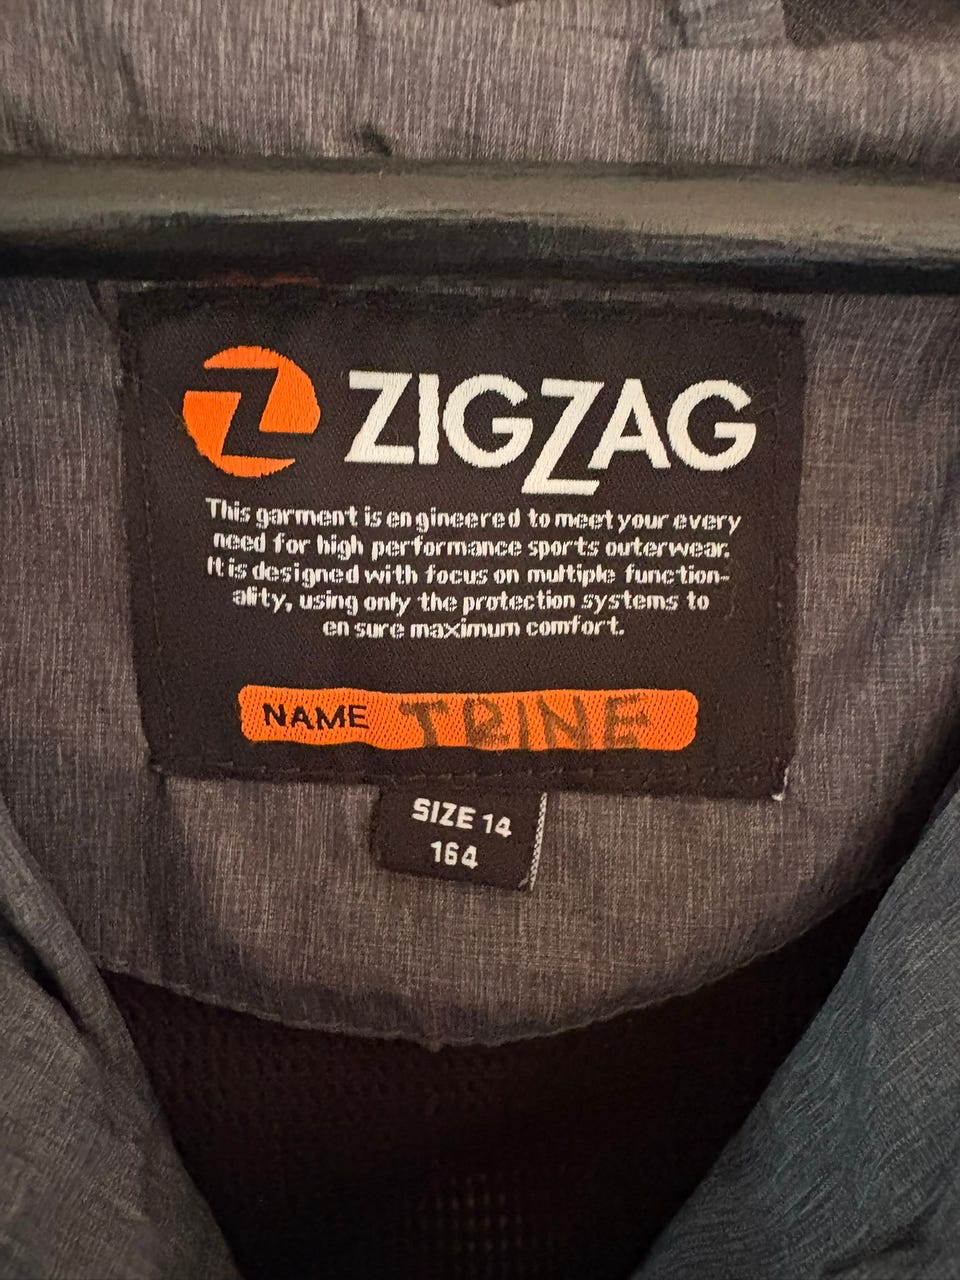 ZIGZAG
This garment is engineered to meet your every
need for high performance sports outerwear.
It is designed with focus on multiple function-
ality, using only the protection systems to
ensure maximum comfort.
NAME TRINE
SIZE 14
164